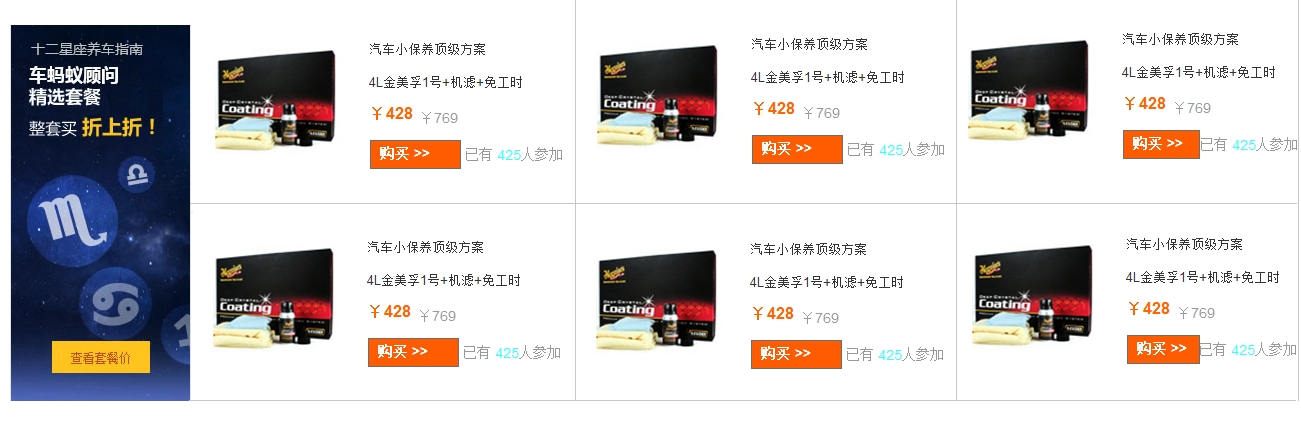 十二星座养车指南
车蚂蚁顾问
精选套餐
整套买 折上折！
查看套餐价
汽车小保养顶级方案
4L金美孚1号+机滤+免工时
￥428 ￥769
购买 >> 已有 425人参加
Meguiar's
DEEP CRYSTAL
Coating
汽车小保养顶级方案
4L金美孚1号+机滤+免工时
￥428 ￥769
购买 >> 已有 425人参加
Meguiar's
DEEP CRYSTAL
Coating
汽车小保养顶级方案
4L金美孚1号+机滤+免工时
￥428 ￥769
购买 >> 已有 425人参加
Meguiar's
DEEP CRYSTAL
Coating
汽车小保养顶级方案
4L金美孚1号+机滤+免工时
￥428 ￥769
购买 >> 已有 425人参加
Meguiar's
DEEP CRYSTAL
Coating
汽车小保养顶级方案
4L金美孚1号+机滤+免工时
￥428 ￥769
购买 >> 已有 425人参加
Meguiar's
DEEP CRYSTAL
Coating
汽车小保养顶级方案
4L金美孚1号+机滤+免工时
￥428 ￥769
购买 >> 已有 425人参加
Meguiar's
DEEP CRYSTAL
Coating